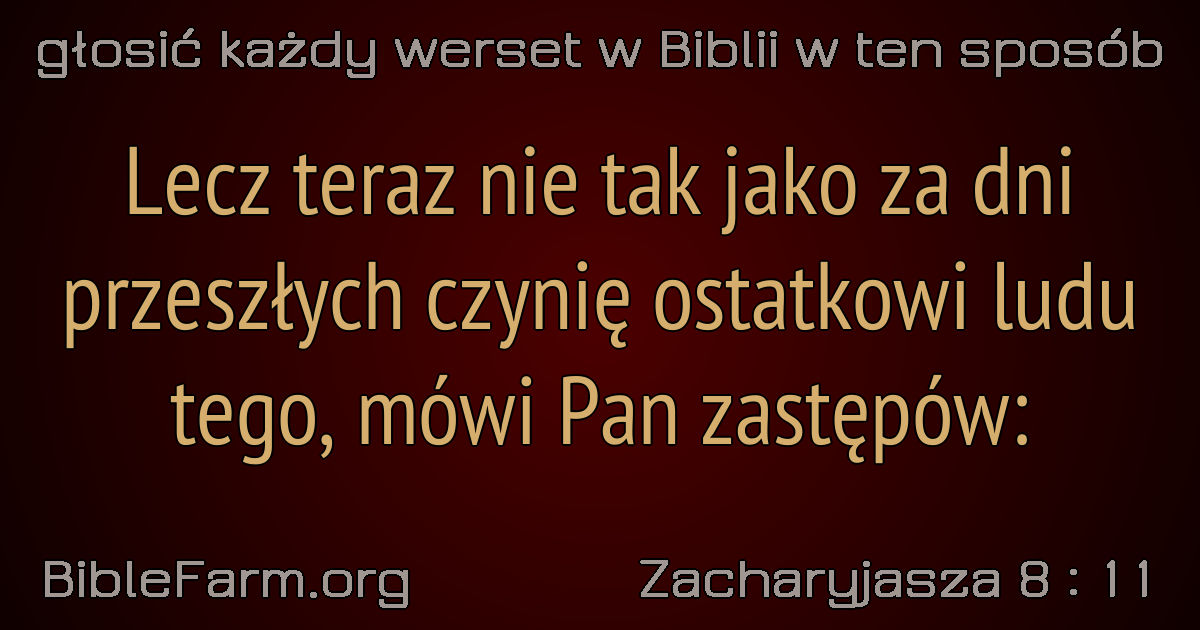 głosić każdy werset w Biblii w ten sposób
Lecz teraz nie tak jako za dni
przeszłych czynię ostatkowi ludu
tego, mówi Pan zastępów:
BibleFarm.org
Zacharyjasza 8 : 11